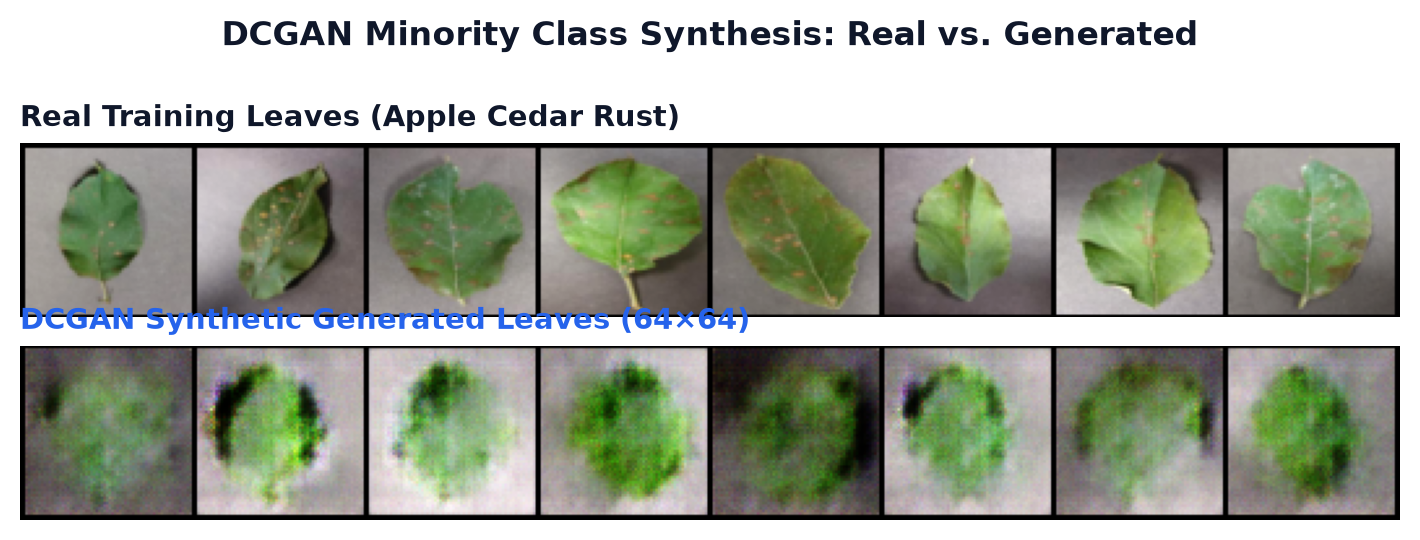 DCGAN Minority Class Synthesis: Real vs. Generated
Real Training Leaves (Apple Cedar Rust)
DCGAN Synthetic Generated Leaves (64×64)